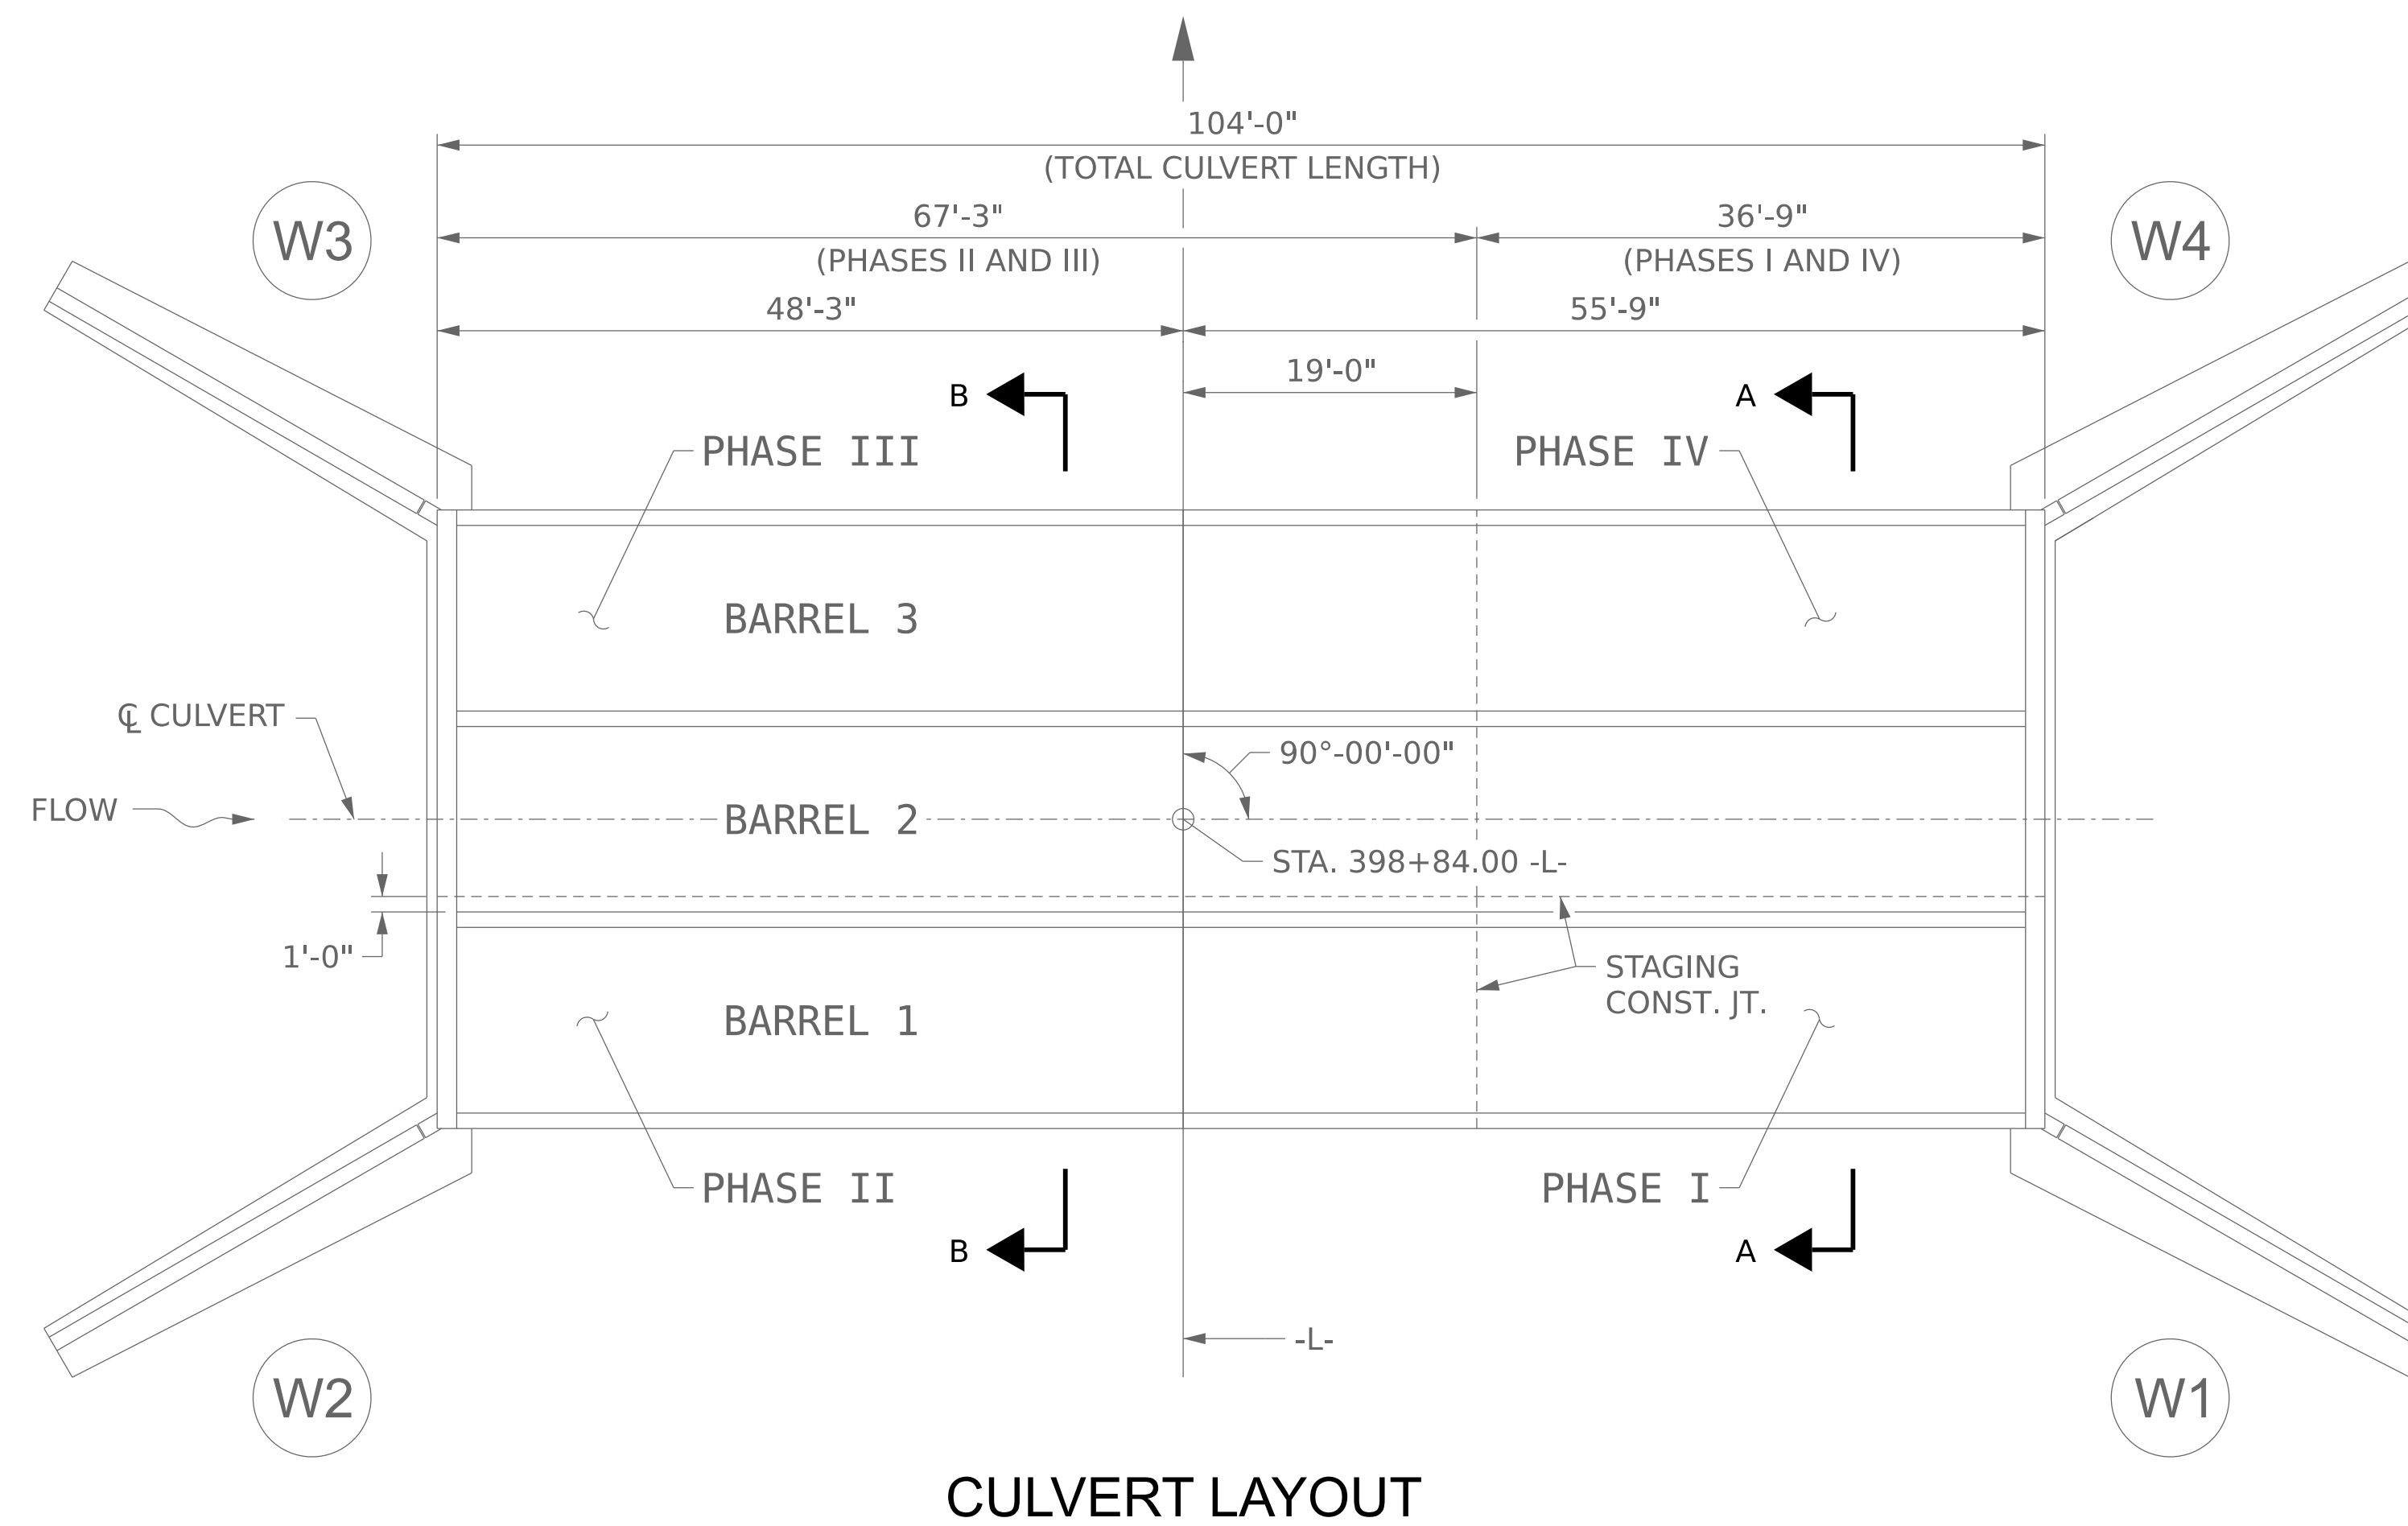 104'-0"
(TOTAL CULVERT LENGTH)
67'-3"
36'-9"
W3
W4
(PHASES II AND III)
(PHASES I AND IV)
48'-3"
55'-9"
19'-0"
B
A
PHASE III
PHASE IV
BARREL 3
℄ CULVERT
90°-00'-00"
FLOW
BARREL 2
STA. 398+84.00 -L-
1'-0"
STAGING
CONST. JT.
BARREL 1
PHASE II
PHASE I
B
A
-L-
W2
W1
CULVERT LAYOUT